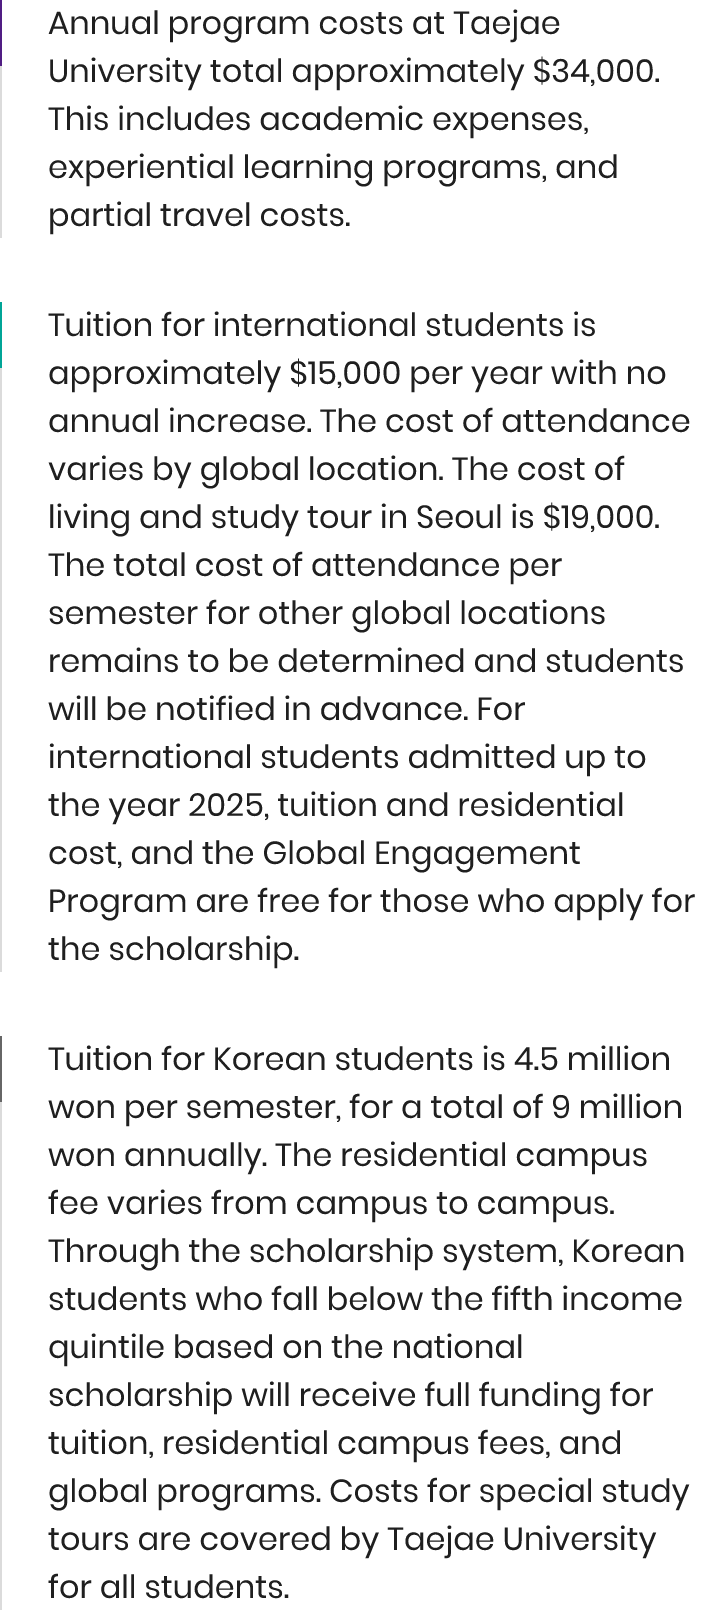 Annual program costs at Taejae
University total approximately $34,000.
This includes academic expenses,
experiential learning programs, and
partial travel costs.
Tuition for international students is
approximately $15,000 per year with no
annual increase. The cost of attendance
varies by global location. The cost of
living and study tour in Seoul is $19,000.
The total cost of attendance per
semester for other global locations
remains to be determined and students
will be notified in advance. For
international students admitted up to
the year 2025, tuition and residential
cost, and the Global Engagement
Program are free for those who apply for
the scholarship.
Tuition for Korean students is 4.5 million
won per semester, for a total of 9 million
won annually. The residential campus
fee varies from campus to campus.
Through the scholarship system, Korean
students who fall below the fifth income
quintile based on the national
scholarship will receive full funding for
tuition, residential campus fees, and
global programs. Costs for special study
tours are covered by Taejae University
for all students.